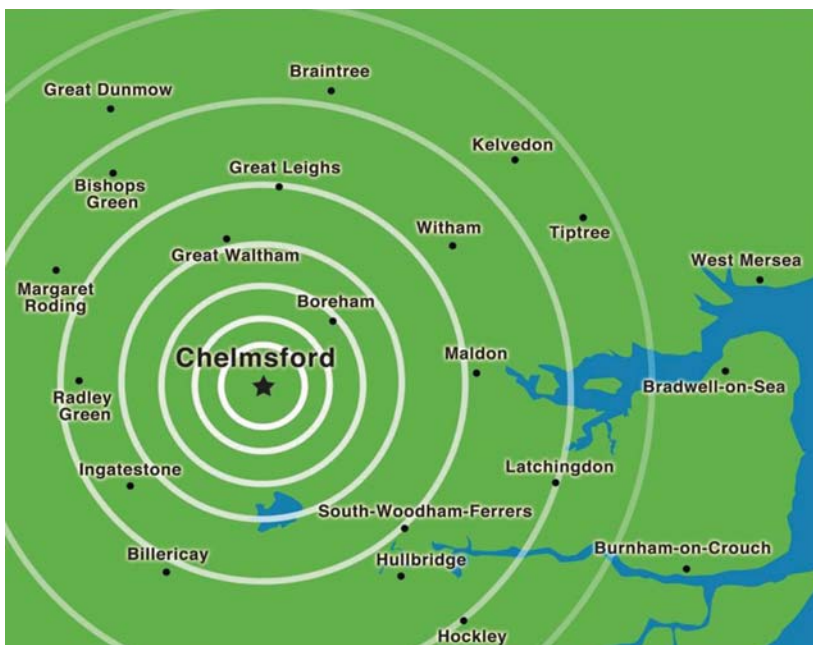 Braintree
Great Dunmow
Kelvedon
Great Leighs
Bishops
Green
Witham
Tiptree
Great Waltham
West Mersea
Margaret
Roding
Boreham
Chelmsford
Maldon
Bradwell-on-Sea
Radley
Green
Ingatestone
Latchingdon
South-Woodham-Ferrers
Billericay
Hullbridge
Burnham-on-Crouch
Hockley